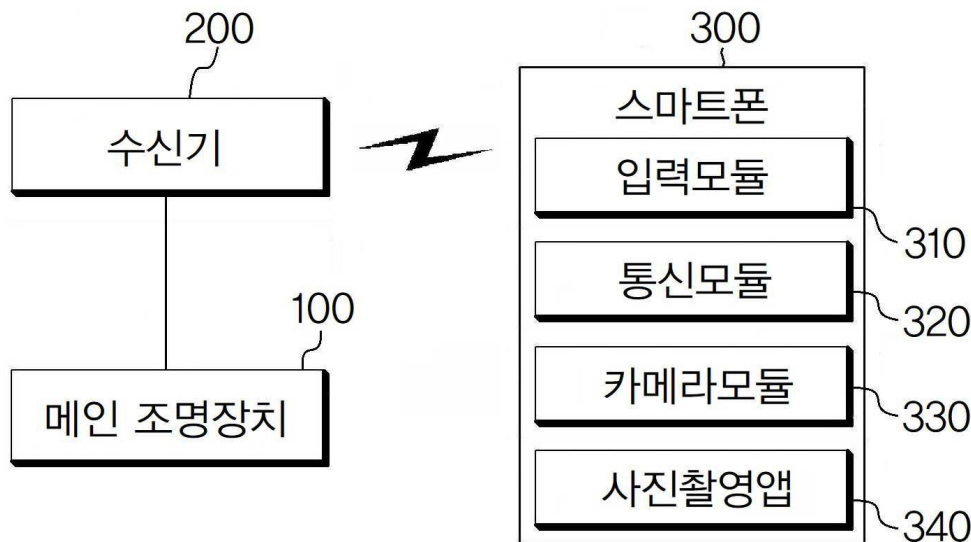 200
수신기
100
메인 조명장치
300
스마트폰
입력모듈
310
통신모듈
320
카메라모듈
330
사진촬영앱
340